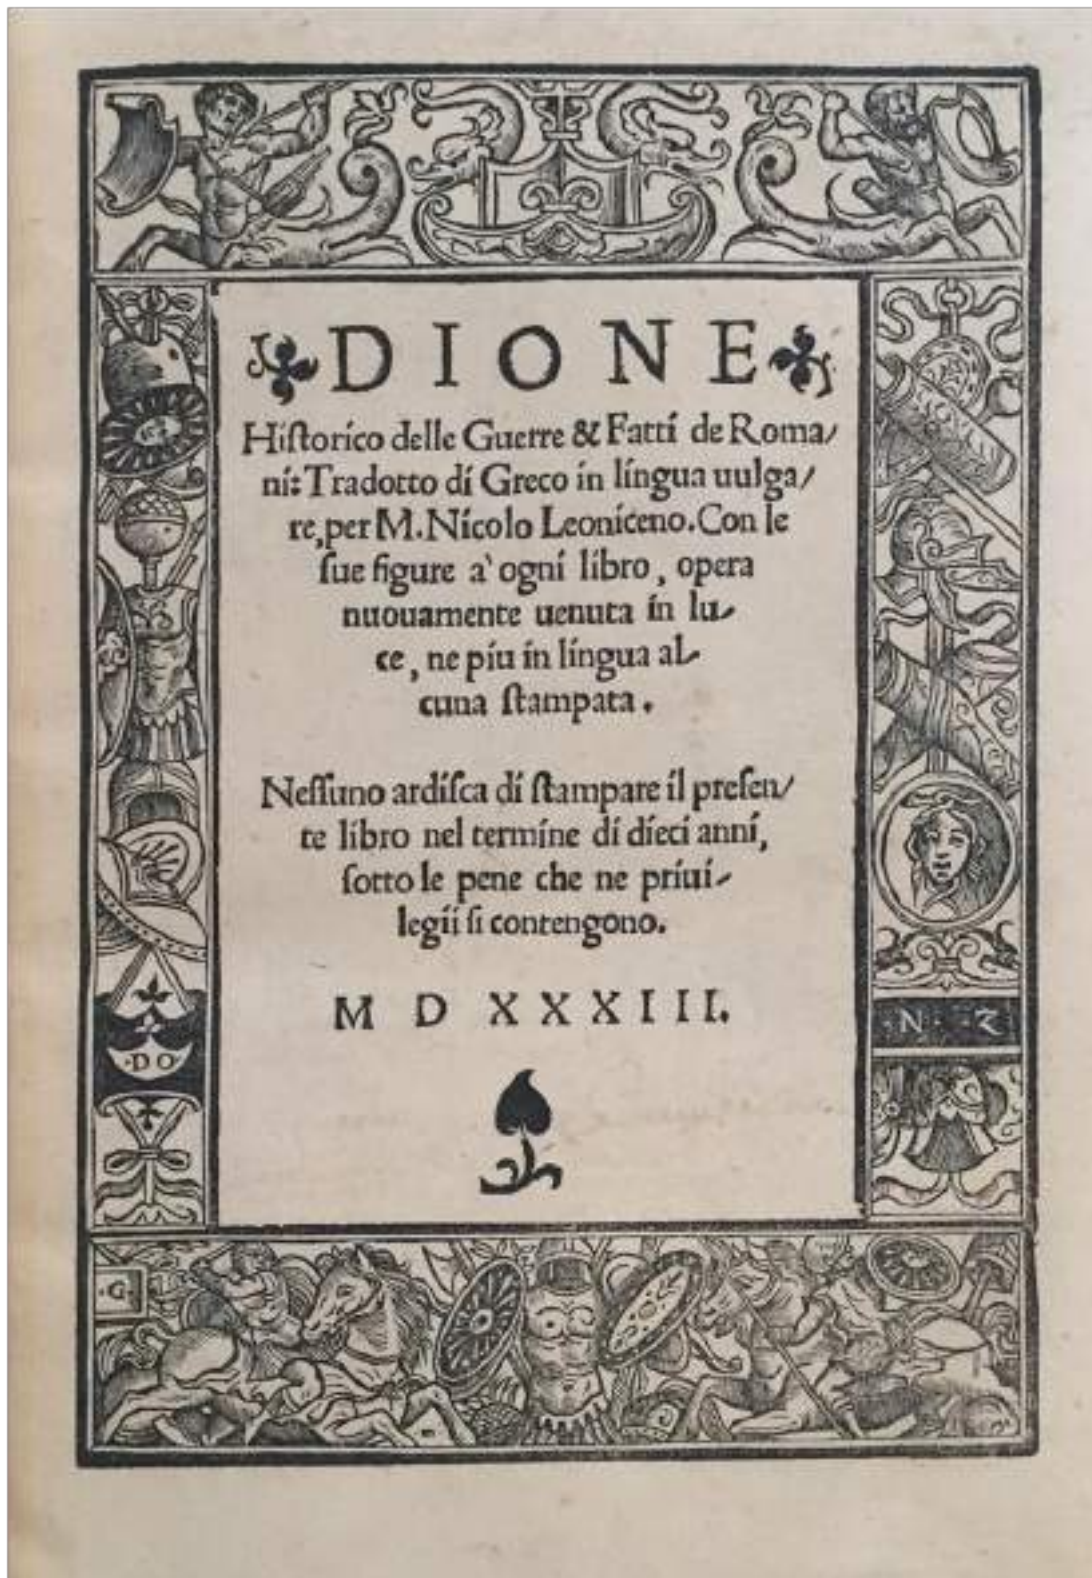 DIONE
Hiſtorico delle Guerre & Fatti de Roma/
ni: Tradotto di Greco in lingua uulga/
re, per M. Nicolo Leoniceno. Con le
ſue figure a' ogni libro, opera
nuouamente uenuta in lu-
ce, ne piu in lingua al-
cuna ſtampata.
Neſſuno ardiſca di ſtampare il preſen/
te libro nel termine di dieci anni,
ſotto le pene che ne priui-
legii ſi contengono.
M D XXXIII.
·DO·
·N· ·Z·
G.